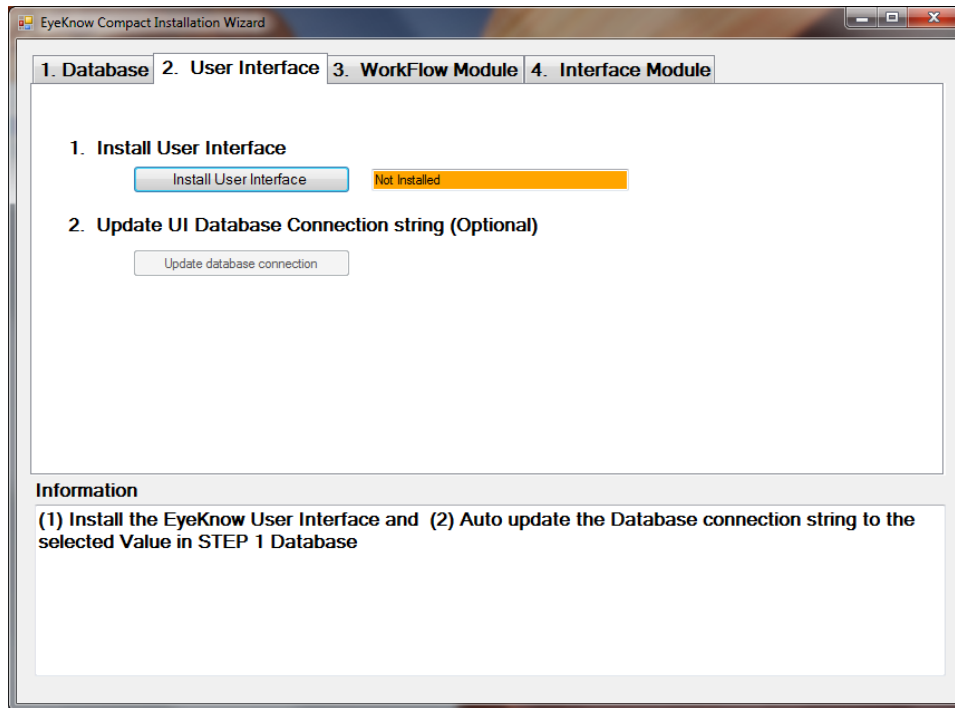 EyeKnow Compact Installation Wizard
1. Database 2. User Interface 3. WorkFlow Module 4. Interface Module
1. Install User Interface
Install User Interface Not Installed
2. Update UI Database Connection string (Optional)
Update database connection
Information
(1) Install the EyeKnow User Interface and (2) Auto update the Database connection string to the
selected Value in STEP 1 Database